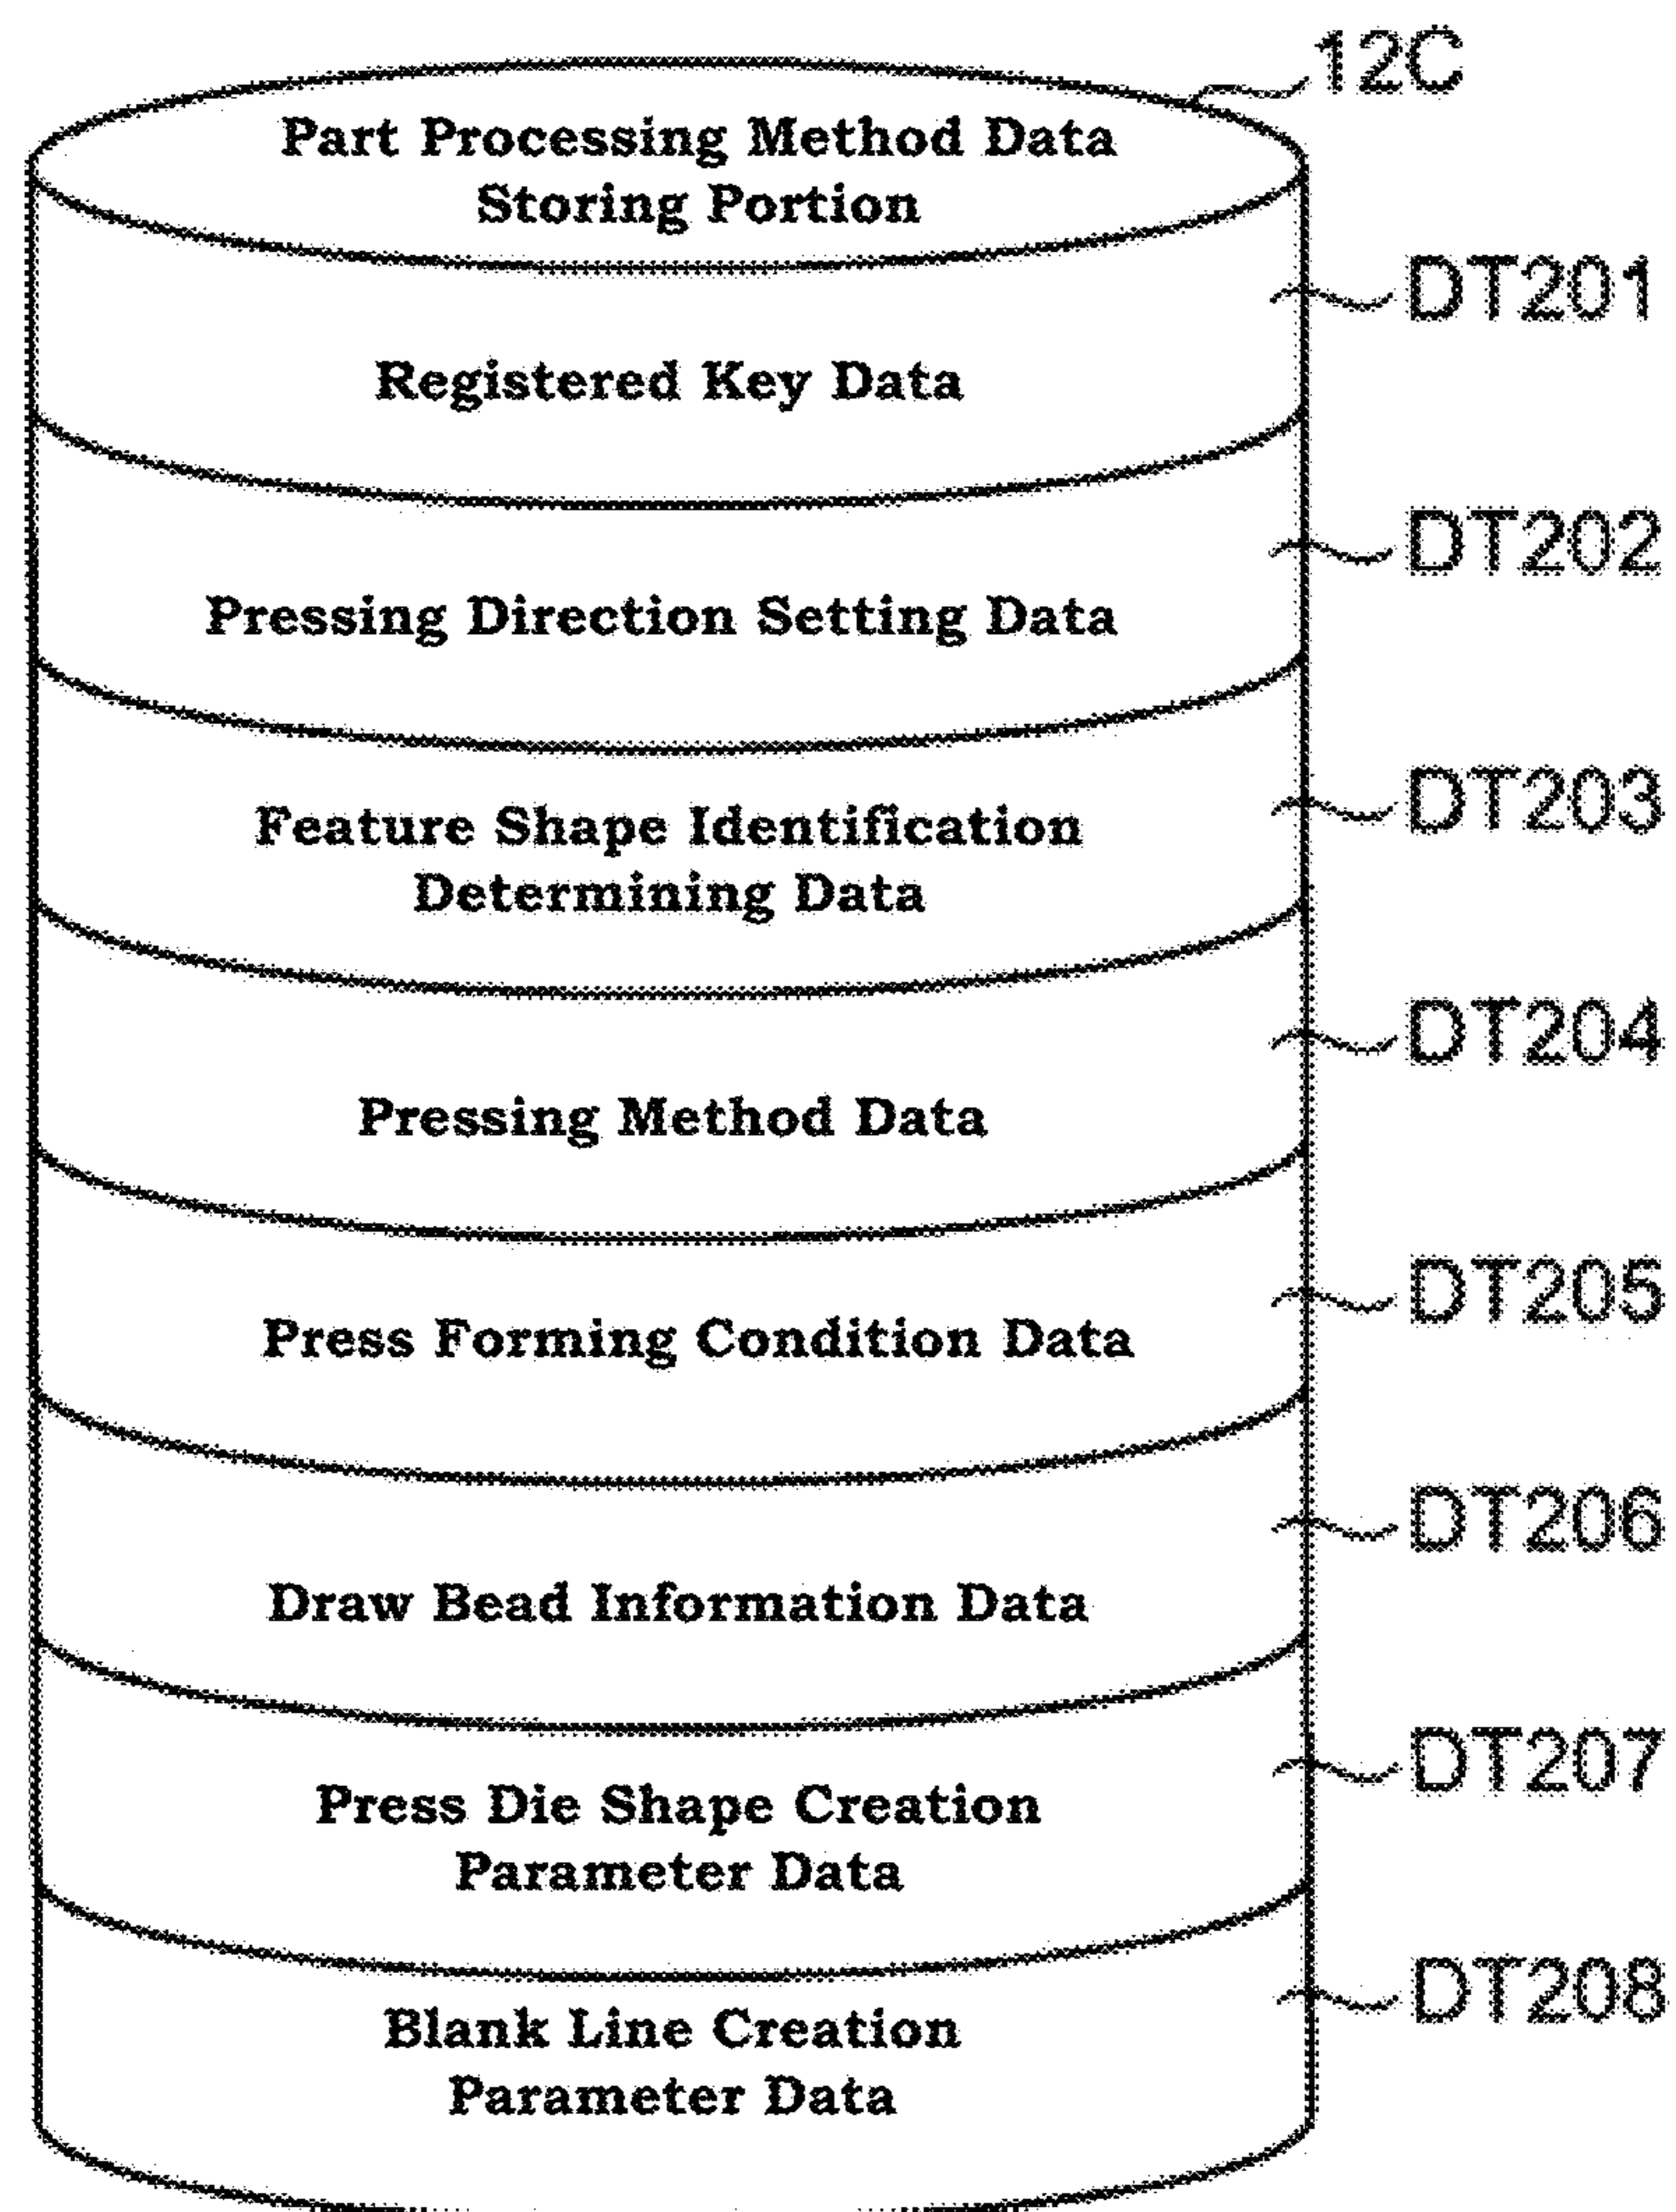 12C
Part Processing Method Data
Storing Portion
DT201
Registered Key Data
DT202
Pressing Direction Setting Data
DT203
Feature Shape Identification
Determining Data
DT204
Pressing Method Data
DT205
Press Forming Condition Data
DT206
Draw Bead Information Data
DT207
Press Die Shape Creation
Parameter Data
DT208
Blank Line Creation
Parameter Data